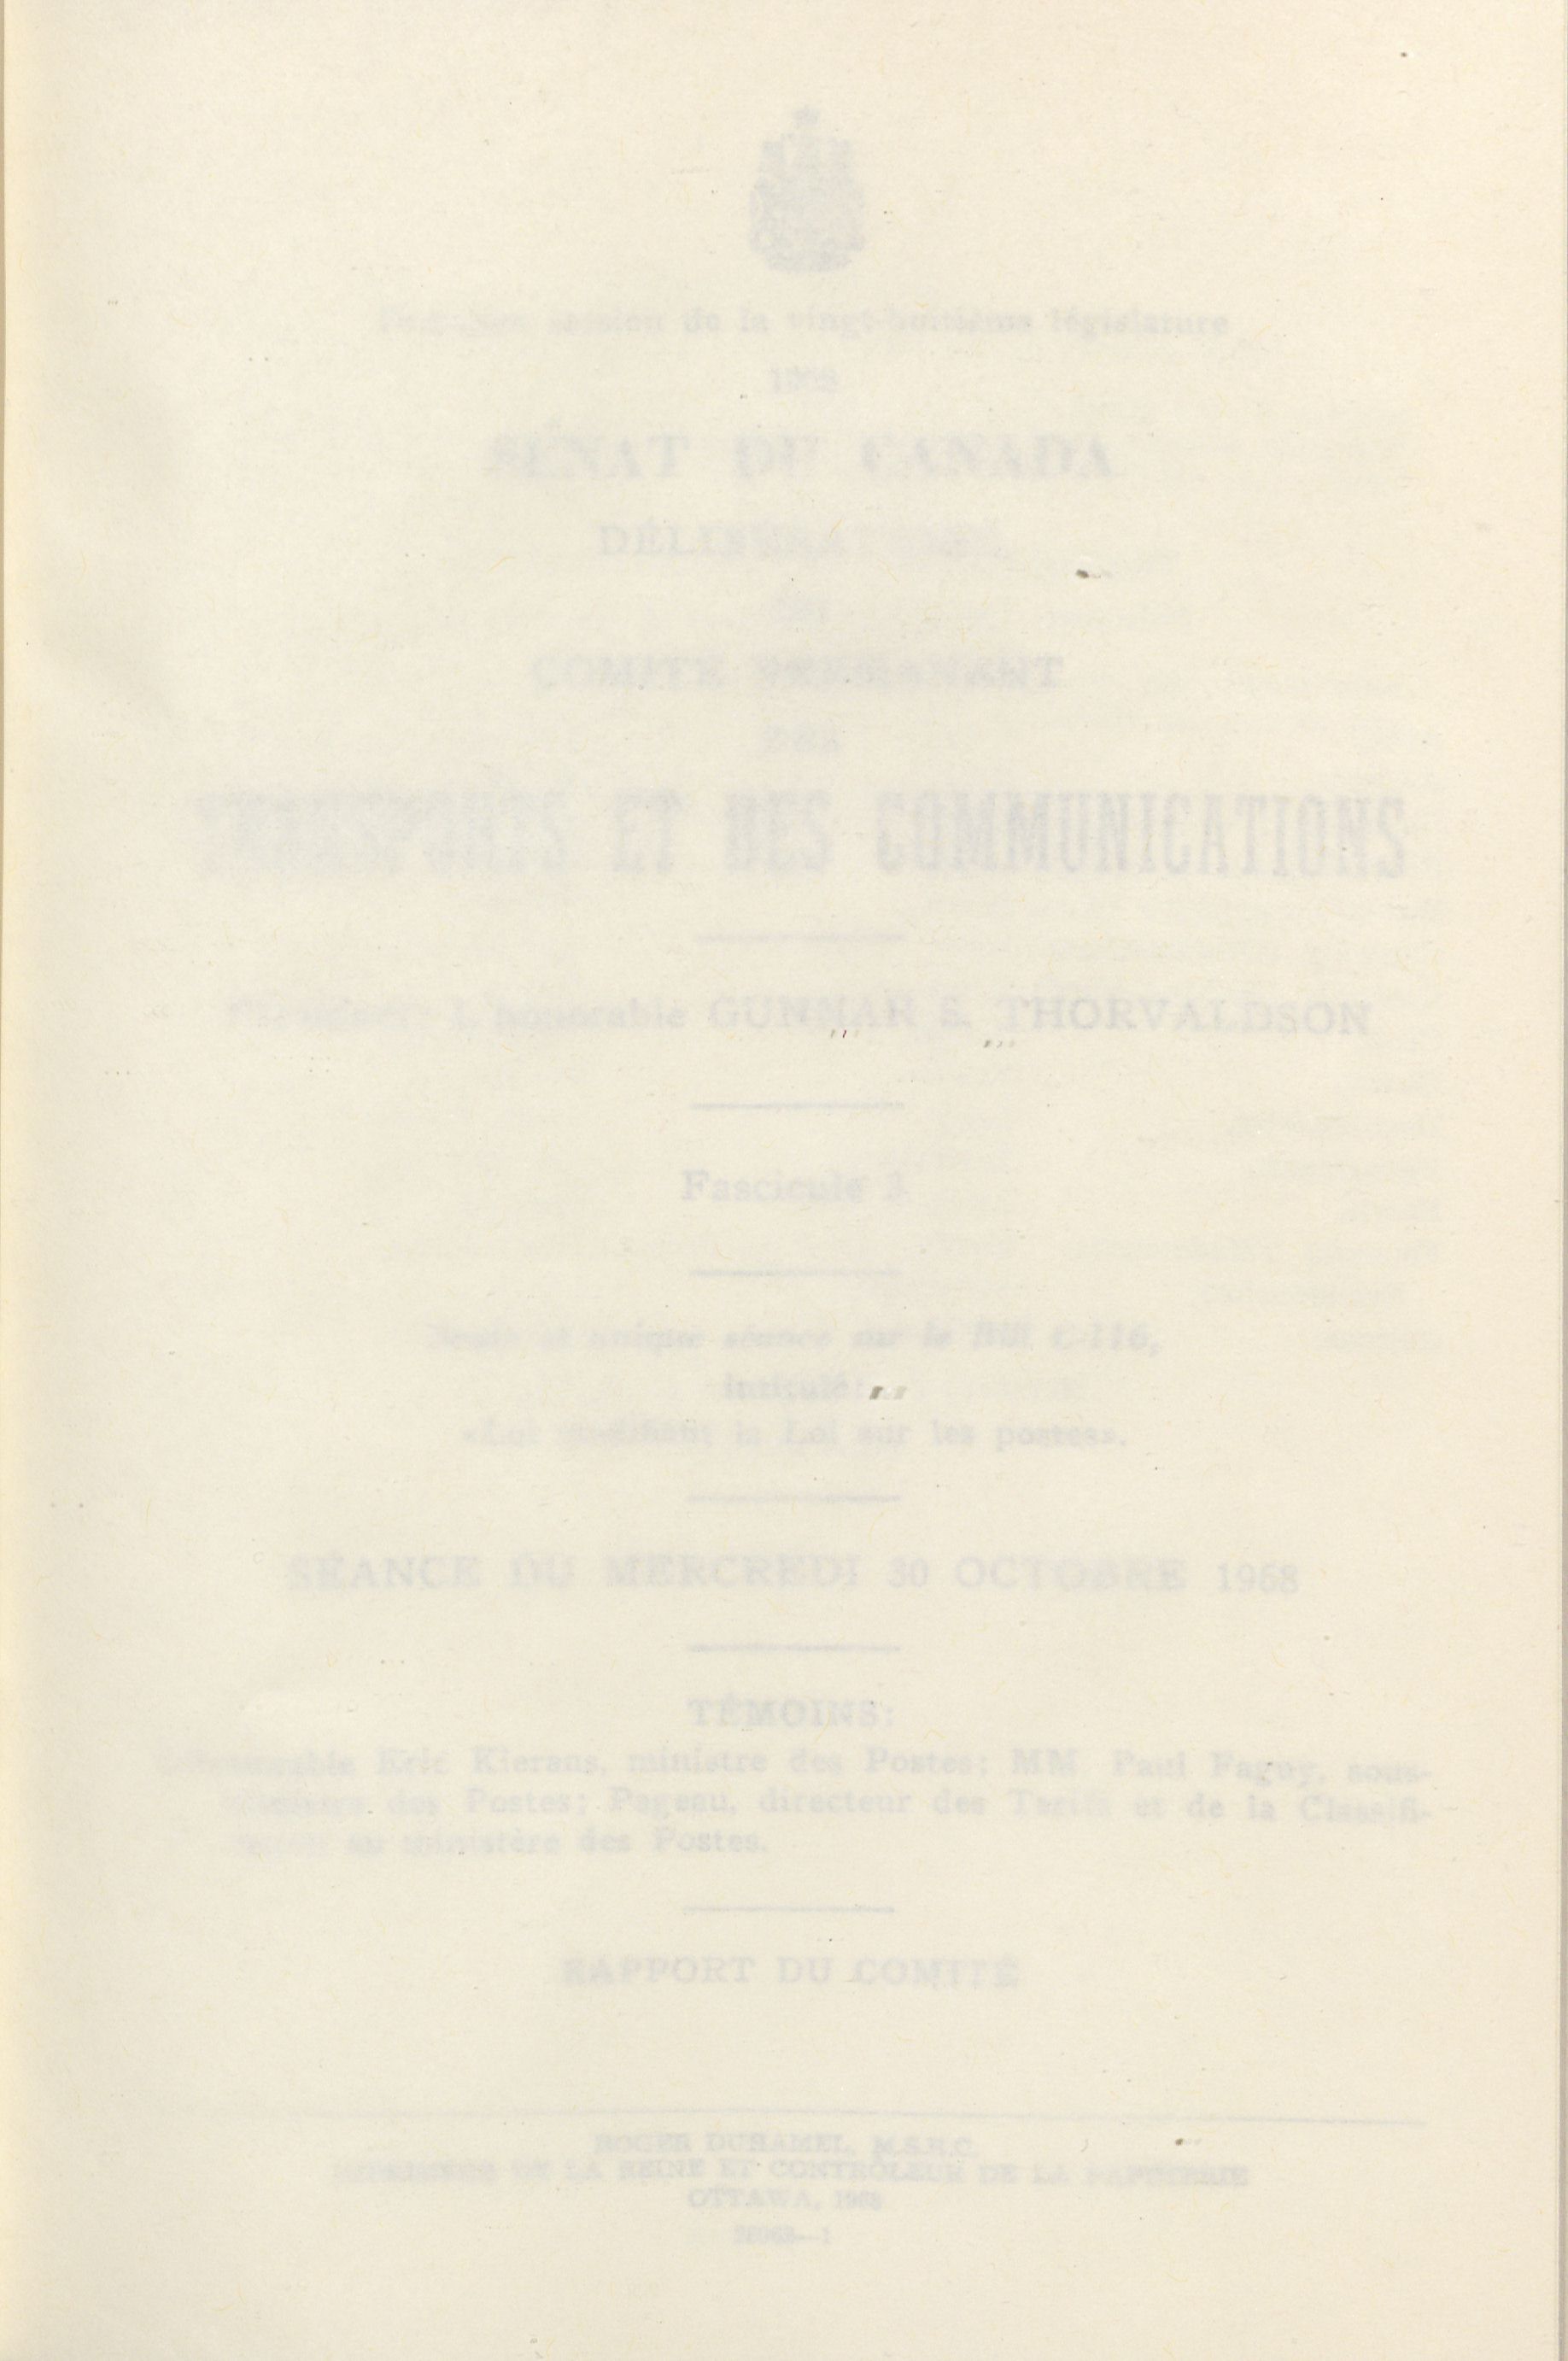 session de la vingt-huitième législature
1968
SÉNAT DU CANADA
DÉLIBÉRATIONS
DU
COMITÉ PERMANENT
DES
TRANSPORTS ET DES COMMUNICATIONS
Président: L'honorable GUNNAR S. THORVALDSON
Fascicule 3
et unique séance sur le Bill C-116,
intitulé:
«Loi modifiant la Loi sur les postes».
SÉANCE DU MERCREDI 30 OCTOBRE 1968
TÉMOINS:
L'honorable Eric Kierans, ministre des Postes; MM. Paul Faguy, sous-
ministre des Postes; Pageau, directeur des Tarifs et de la Classifi-
cation au ministère des Postes.
RAPPORT DU COMITÉ
ROGER DUHAMEL, M.S.R.C.
IMPRIMEUR DE LA REINE ET CONTRÔLEUR DE LA PAPETERIE
OTTAWA, 1968